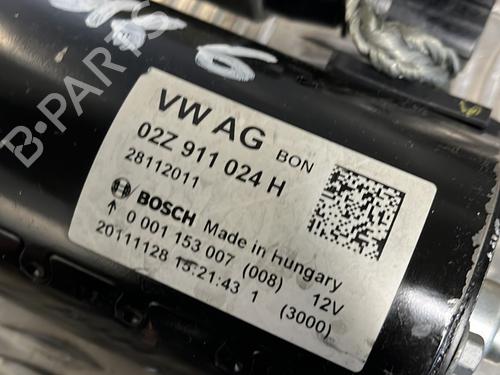 B-PARTS
VW AG BON
02Z 911 024 H
28112011
BOSCH Made in Hungary
↑ 0 001 153 007 (008) 12V
20111128 15:21:43 1 (3000)